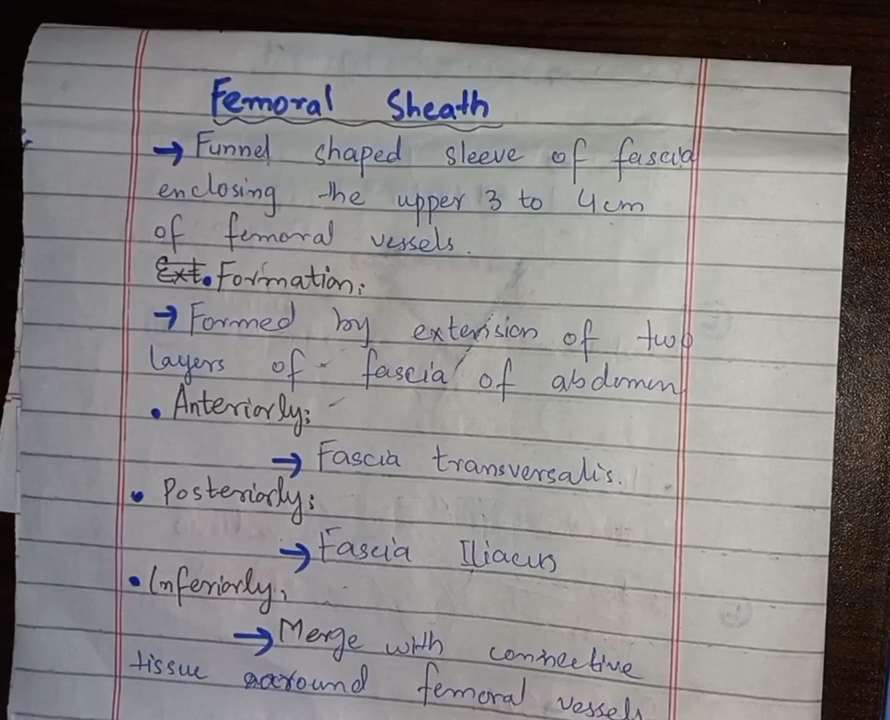 Femoral Sheath
→ Funnel shaped sleeve of fascia
enclosing the upper 3 to 4cm
of femoral vessels.
Ext. Formation:
→ Formed by extension of two
layers of fascia of abdomen
• Anteriorly:
→ Fascia transversalis.
• Posteriorly:
→ Fascia Iliacus
• Inferiorly,
→ Merge with connective
tissue around femoral vessels